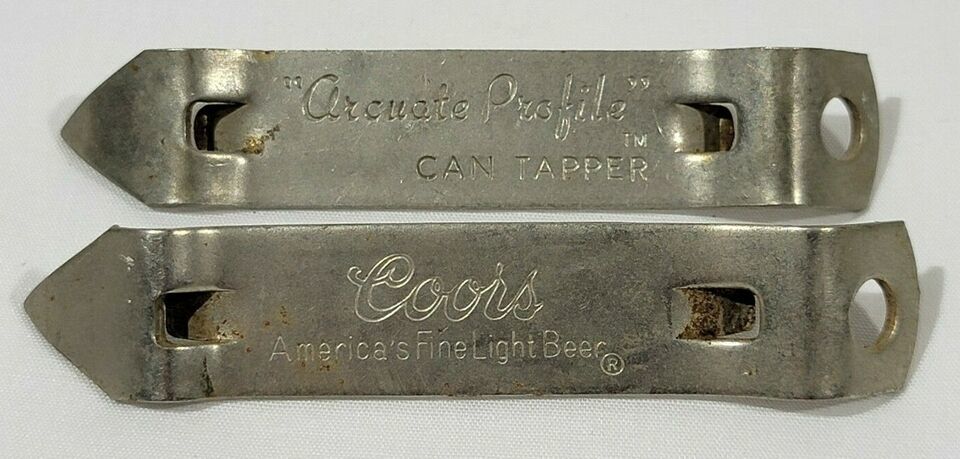 "Arcuate Profile"
TM
CAN TAPPER
Coors
America's Fine Light Beer
®